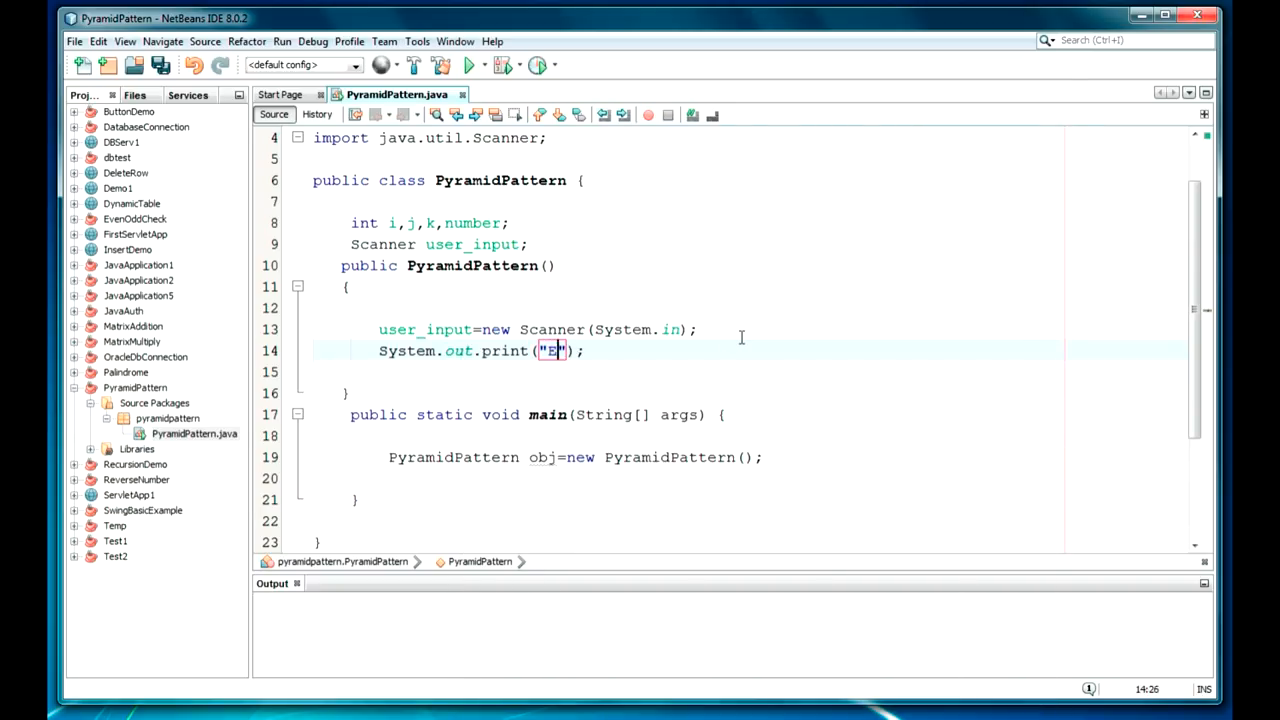 PyramidPattern - NetBeans IDE 8.0.2
File Edit View Navigate Source Refactor Run Debug Profile Team Tools Window Help
Search (Ctrl+I)
<default config>
Proj... Files Services
Start Page PyramidPattern.java
Source History
ButtonDemo
DatabaseConnection
DBServ1
dbtest
DeleteRow
Demo1
DynamicTable
EvenOddCheck
FirstServletApp
InsertDemo
JavaApplication1
JavaApplication2
JavaApplication5
JavaAuth
MatrixAddition
MatrixMultiply
OracleDbConnection
Palindrome
PyramidPattern
Source Packages
pyramidpattern
PyramidPattern.java
Libraries
RecursionDemo
ReverseNumber
ServletApp1
SwingBasicExample
Temp
Test1
Test2
4 import java.util.Scanner;
5
6 public class PyramidPattern {
7
8 int i,j,k,number;
9 Scanner user_input;
10 public PyramidPattern()
11 {
12
13 user_input=new Scanner(System.in);
14 System.out.print("E");
15
16 }
17 public static void main(String[] args) {
18
19 PyramidPattern obj=new PyramidPattern();
20
21 }
22
23 }
pyramidpattern.PyramidPattern PyramidPattern
Output
1 14:26 INS